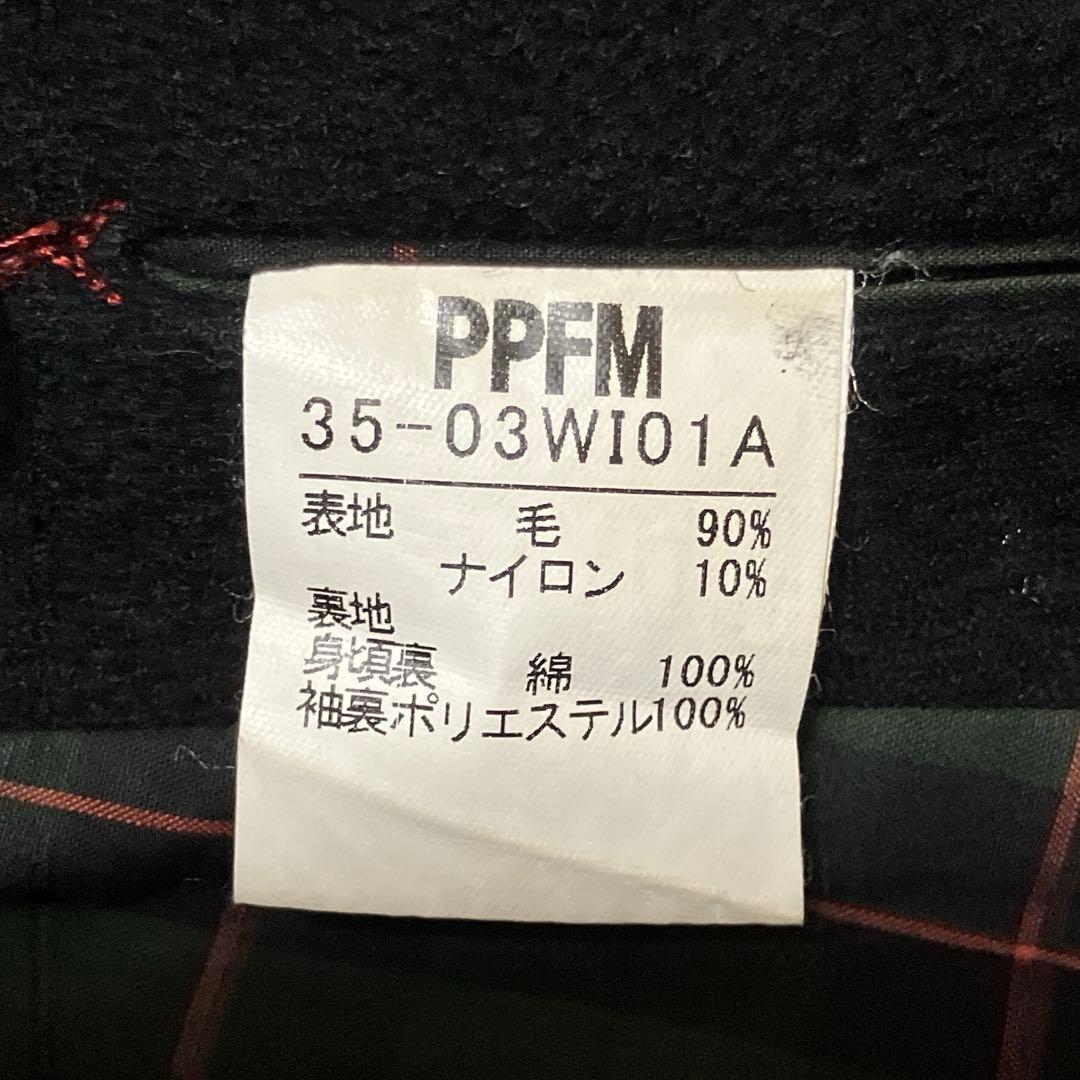 PPFM
35-03WI01A
表地 毛 90%
ナイロン 10%
裏地
身頃裏 綿 100%
袖裏ポリエステル100%